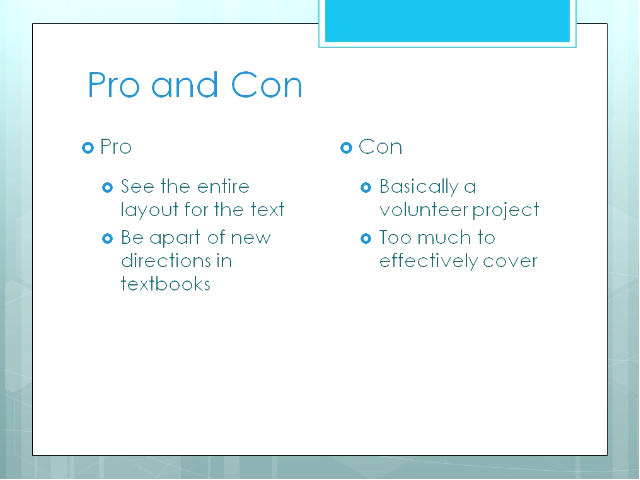 Pro and Con
Pro
See the entire
layout for the text
Be apart of new
directions in
textbooks
Con
Basically a
volunteer project
Too much to
effectively cover